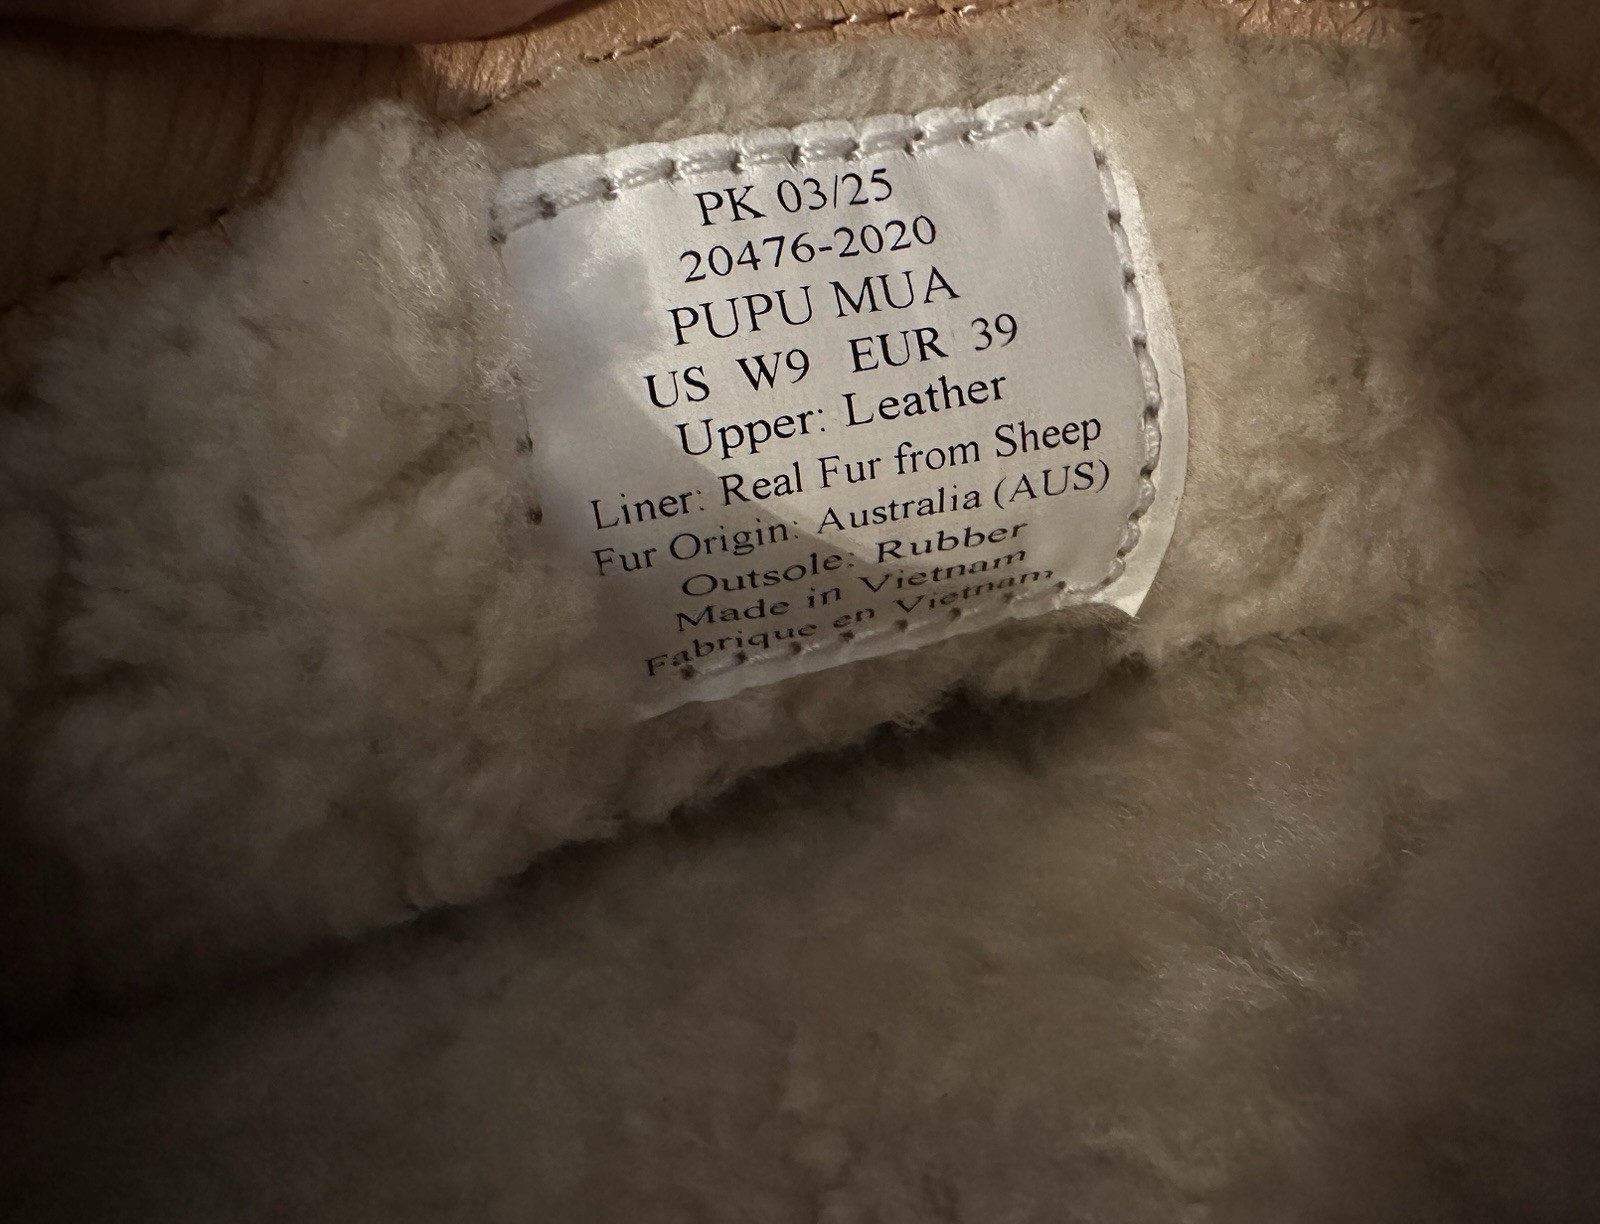 PK 03/25
20476-2020
PUPU MUA
US W9 EUR 39
Upper: Leather
Liner: Real Fur from Sheep
Fur Origin: Australia (AUS)
Outsole: Rubber
Made in Vietnam
Fabrique en Vietnam